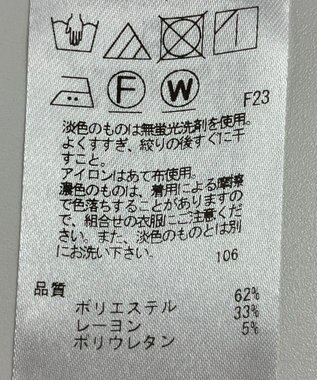 F W
F23
淡色のものは無蛍光洗剤を使用。
よくすすぎ、絞りの後すぐに干
すこと。
アイロンはあて布使用。
濃色のものは、着用による摩擦
で色落ちすることがありますの
で、組合せの衣服にご注意くだ
さい。また、淡色のものとは別
にお洗い下さい。
106
品質
ポリエステル 62%
レーヨン 33%
ポリウレタン 5%